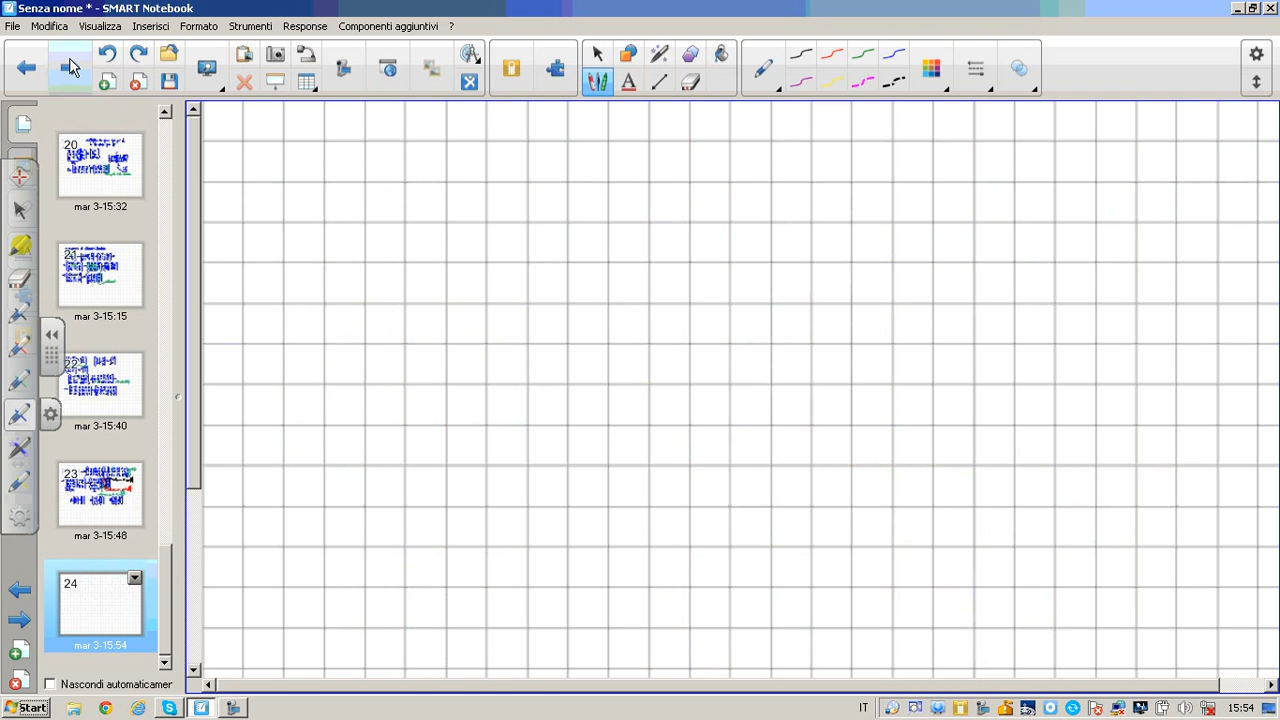 Senza nome * - SMART Notebook
File Modifica Visualizza Inserisci Formato Strumenti Response Componenti aggiuntivi ?
20
mar 3-15:32
21
mar 3-15:15
22
mar 3-15:40
23
mar 3-15:48
24
mar 3-15:54
Nascondi automaticamer
Start
IT
15:54